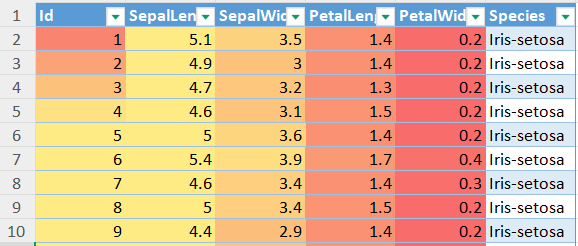 1 Id SepalLen SepalWid PetalLeng PetalWid Species
2 1 5.1 3.5 1.4 0.2 Iris-setosa
3 2 4.9 3 1.4 0.2 Iris-setosa
4 3 4.7 3.2 1.3 0.2 Iris-setosa
5 4 4.6 3.1 1.5 0.2 Iris-setosa
6 5 5 3.6 1.4 0.2 Iris-setosa
7 6 5.4 3.9 1.7 0.4 Iris-setosa
8 7 4.6 3.4 1.4 0.3 Iris-setosa
9 8 5 3.4 1.5 0.2 Iris-setosa
10 9 4.4 2.9 1.4 0.2 Iris-setosa